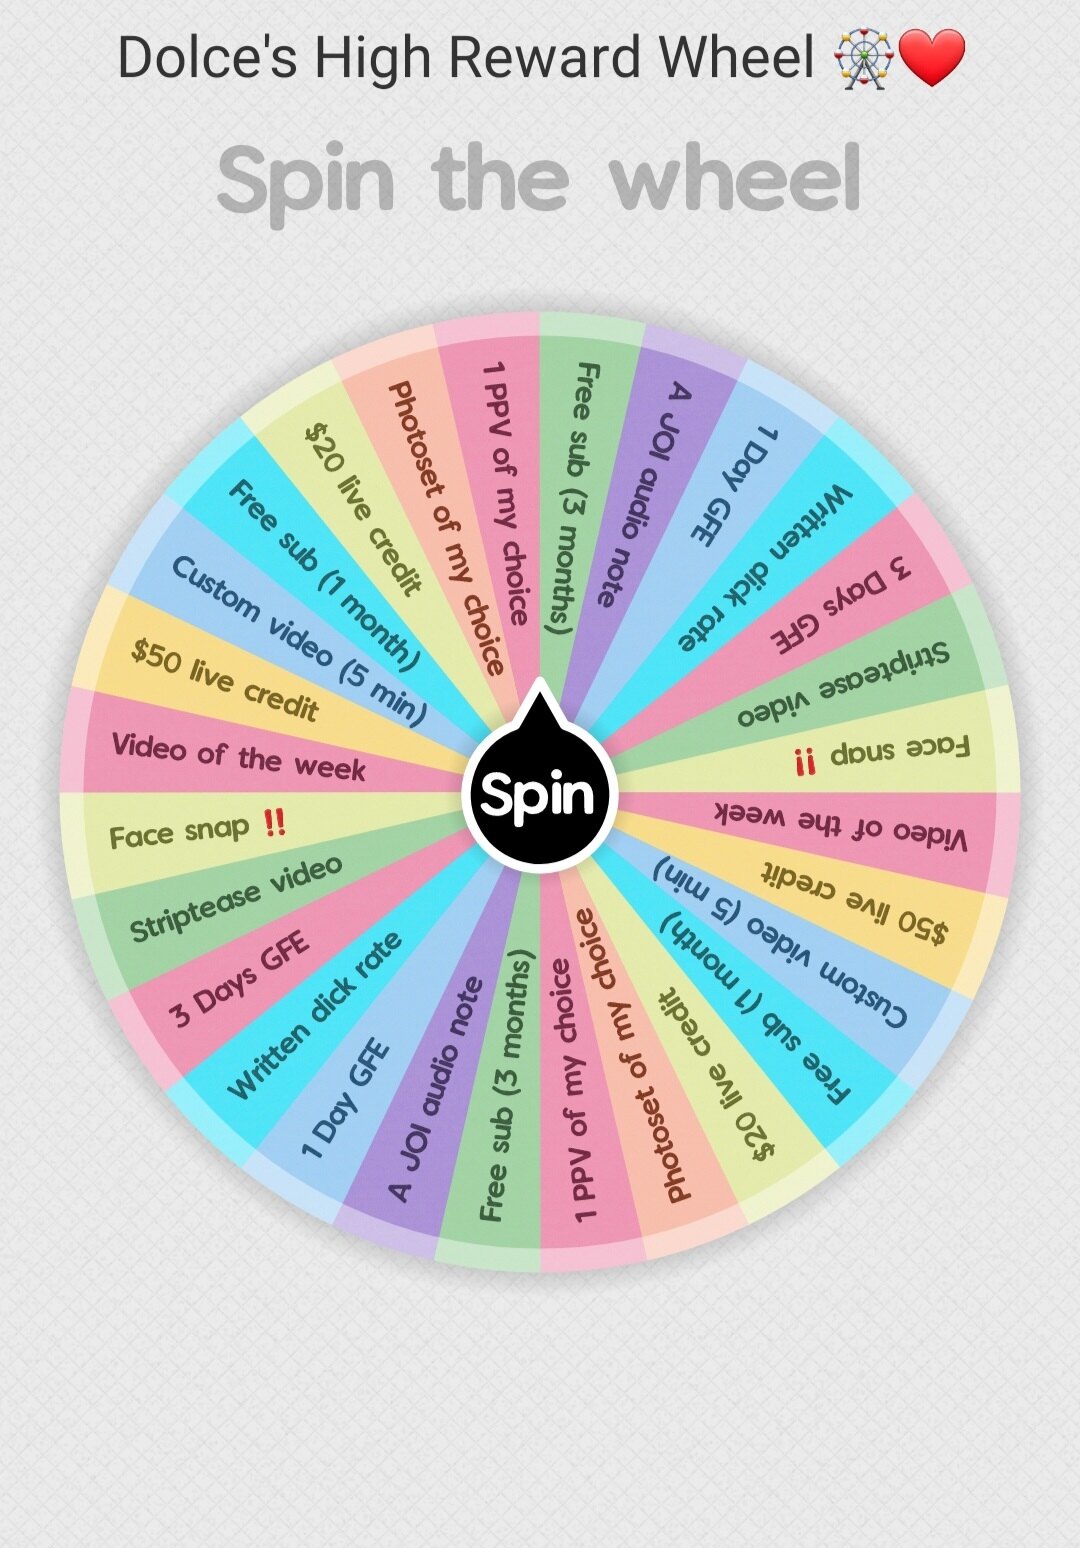 Dolce's High Reward Wheel 🎡❤️
Spin the wheel
Free sub (3 months)
A JOI audio note
1 Day GFE
Written dick rate
3 Days GFE
Striptease video
Face snap ‼️
Video of the week
$50 live credit
Custom video (5 min)
Free sub (1 month)
$20 live credit
Photoset of my choice
1 PPV of my choice
Free sub (3 months)
A JOI audio note
1 Day GFE
Written dick rate
3 Days GFE
Striptease video
Face snap ‼️
Video of the week
$50 live credit
Custom video (5 min)
Free sub (1 month)
$20 live credit
Photoset of my choice
1 PPV of my choice
Spin